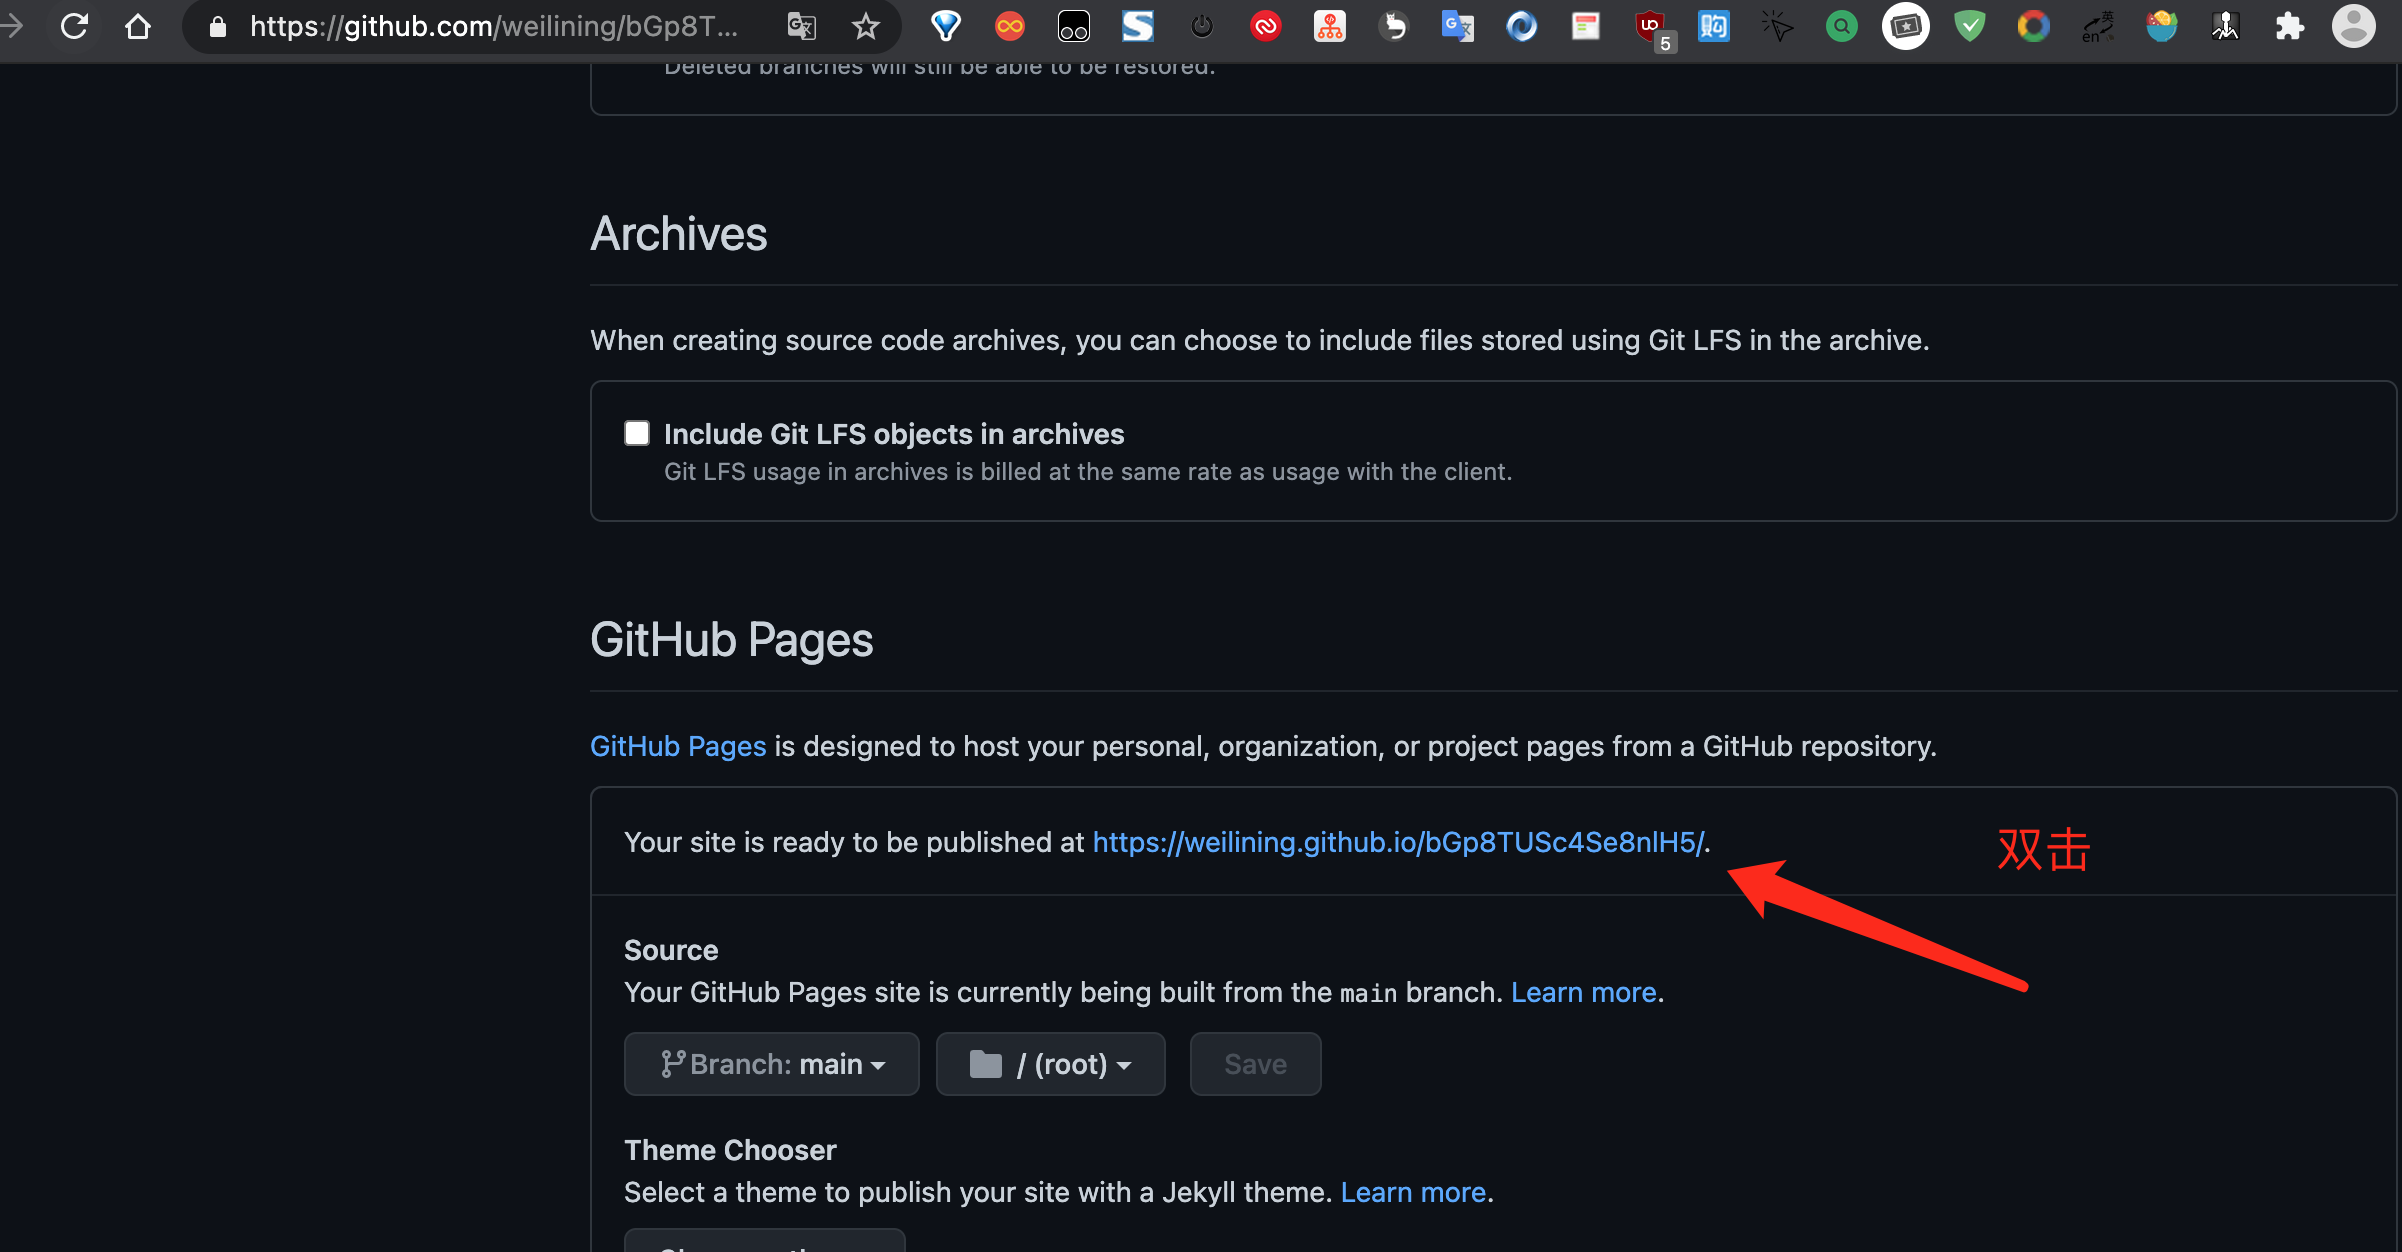 https://github.com/weilining/bGp8T...
5
购
英
en
Deleted branches will still be able to be restored.
Archives
When creating source code archives, you can choose to include files stored using Git LFS in the archive.
Include Git LFS objects in archives
Git LFS usage in archives is billed at the same rate as usage with the client.
GitHub Pages
GitHub Pages is designed to host your personal, organization, or project pages from a GitHub repository.
Your site is ready to be published at https://weilining.github.io/bGp8TUSc4Se8nlH5/.
双击
Source
Your GitHub Pages site is currently being built from the main branch. Learn more.
Branch: main
/ (root)
Save
Theme Chooser
Select a theme to publish your site with a Jekyll theme. Learn more.